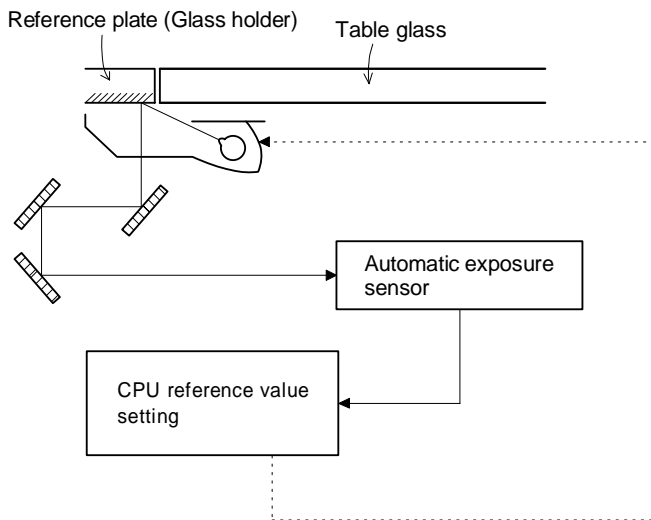 Reference plate (Glass holder)
Table glass
Automatic exposure
sensor
CPU reference value
setting